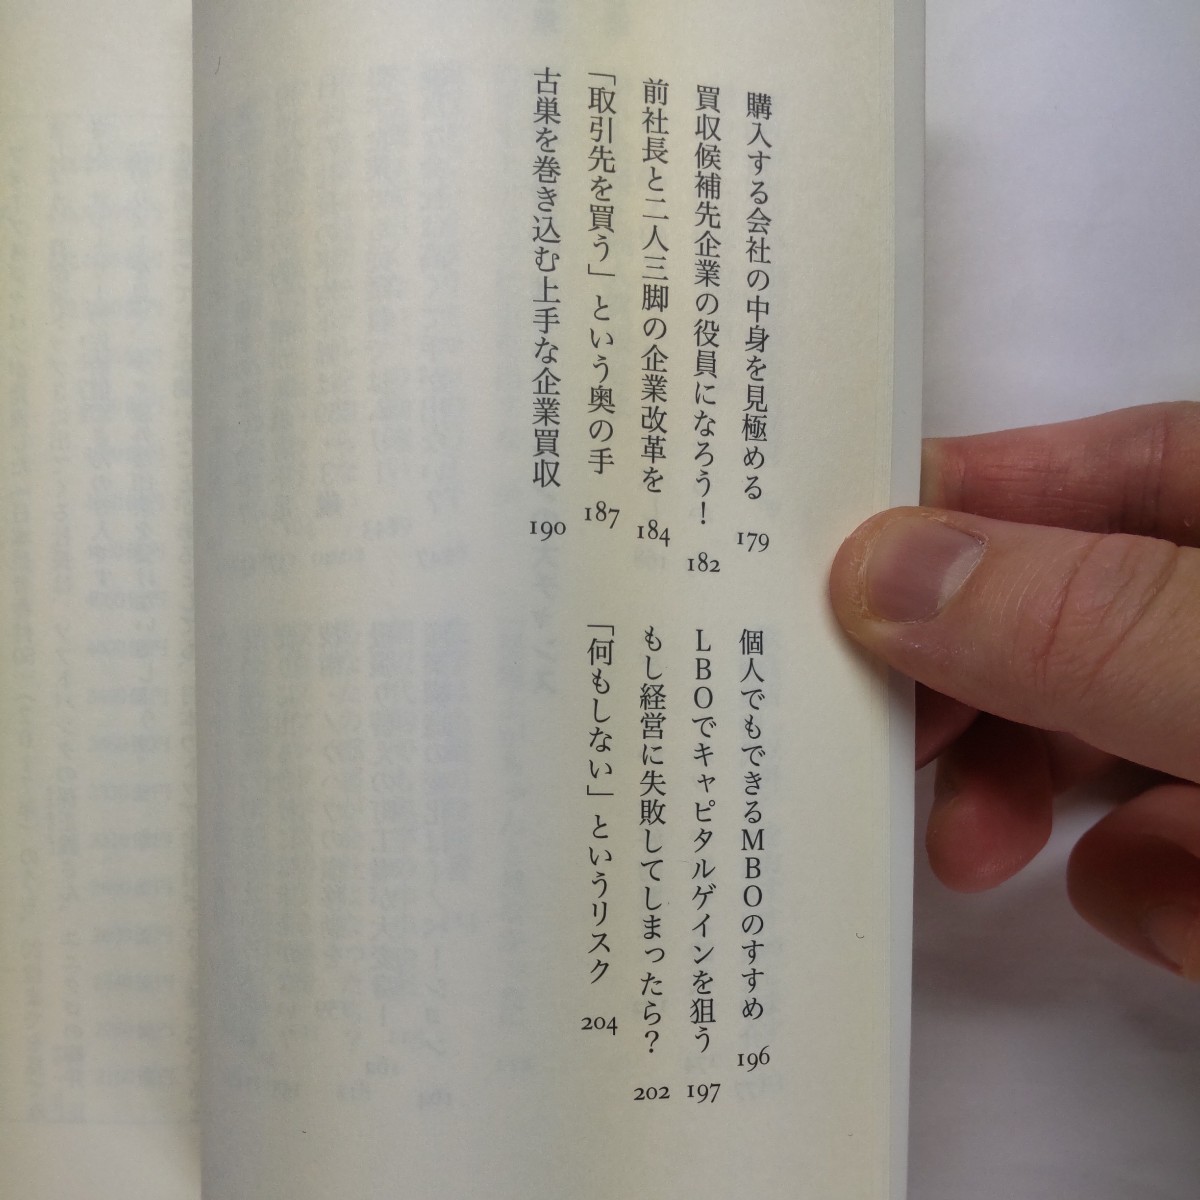 購入する会社の中身を見極める 179
買収候補先企業の役員になろう! 182
前社長と二人三脚の企業改革を 184
「取引先を買う」という奥の手 187
古巣を巻き込む上手な企業買収 190
個人でもできるMBOのすすめ 196
LBOでキャピタルゲインを狙う 197
もし経営に失敗してしまったら? 202
「何もしない」というリスク 204